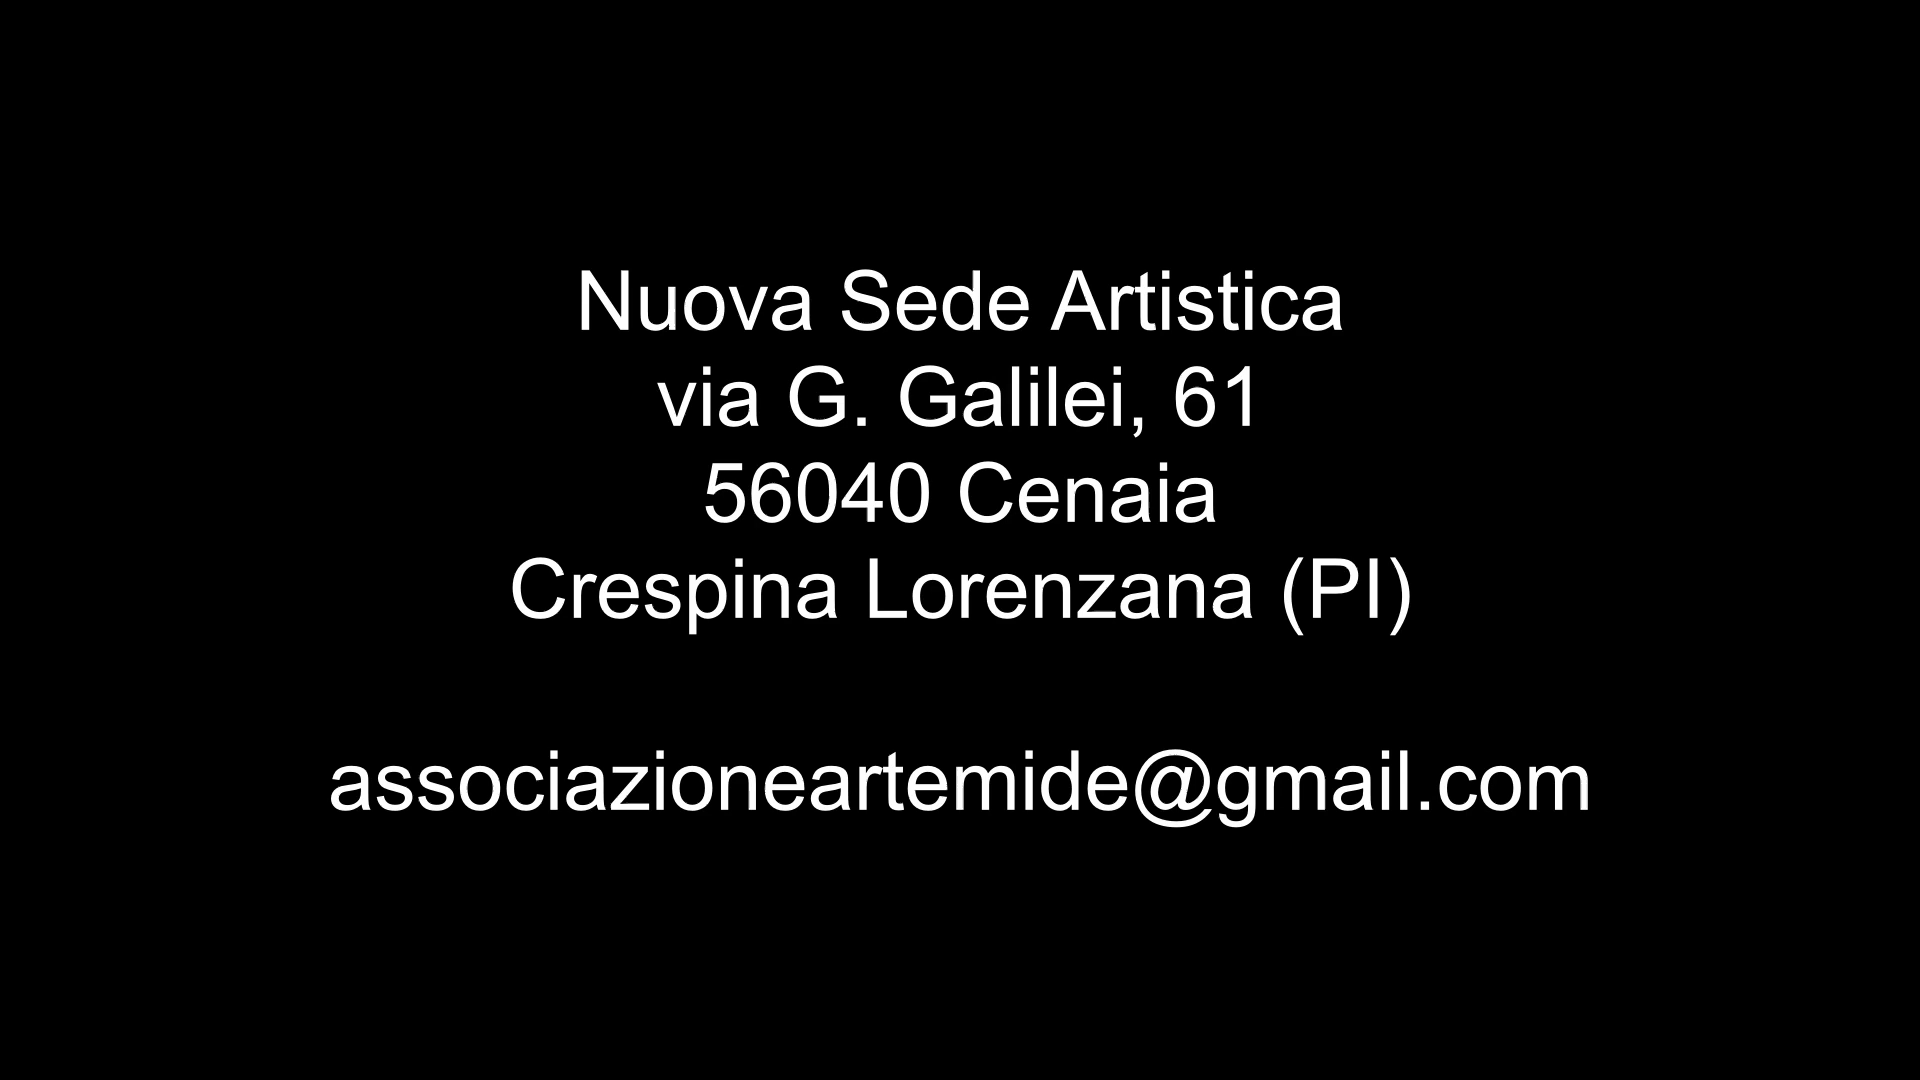 Nuova Sede Artistica
via G. Galilei, 61
56040 Cenaia
Crespina Lorenzana (PI)
associazioneartemide@gmail.com